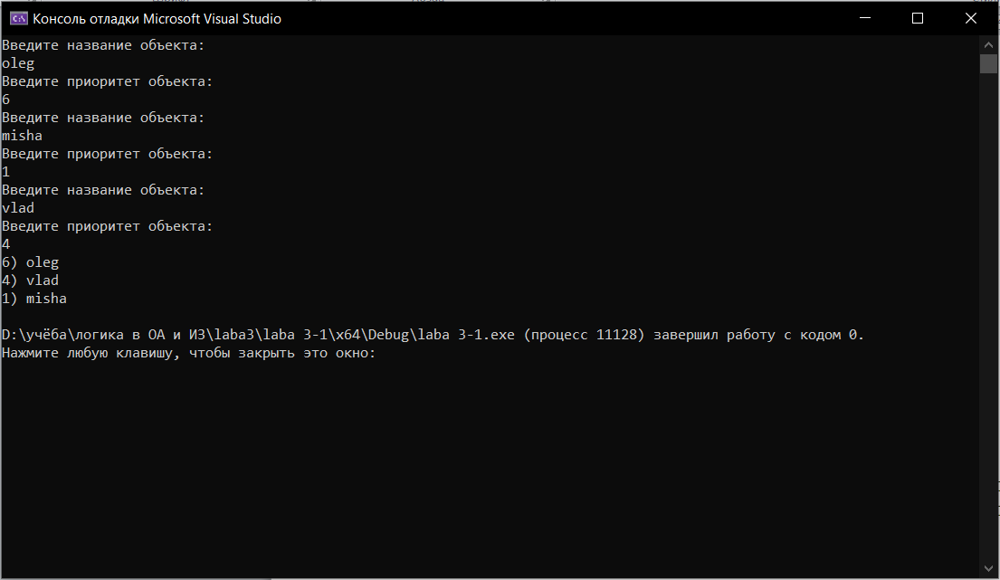 Консоль отладки Microsoft Visual Studio
Введите название объекта:
oleg
Введите приоритет объекта:
6
Введите название объекта:
misha
Введите приоритет объекта:
1
Введите название объекта:
vlad
Введите приоритет объекта:
4
6) oleg
4) vlad
1) misha
D:\учёба\логика в ОА и ИЗ\laba3\laba 3-1\x64\Debug\laba 3-1.exe (процесс 11128) завершил работу с кодом 0.
Нажмите любую клавишу, чтобы закрыть это окно: